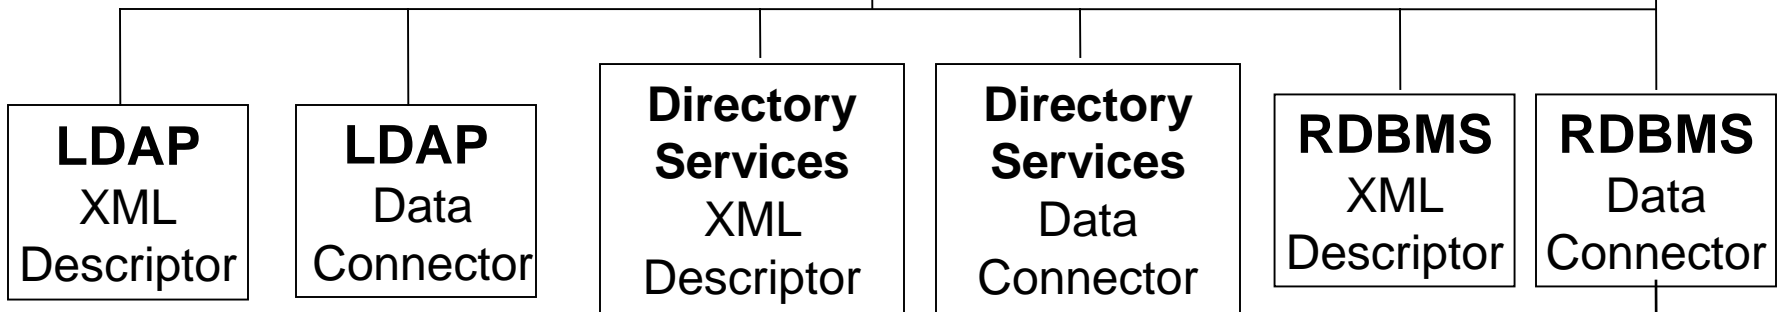 LDAP
XML
Descriptor
LDAP
Data
Connector
Directory
Services
XML
Descriptor
Directory
Services
Data
Connector
RDBMS
XML
Descriptor
RDBMS
Data
Connector